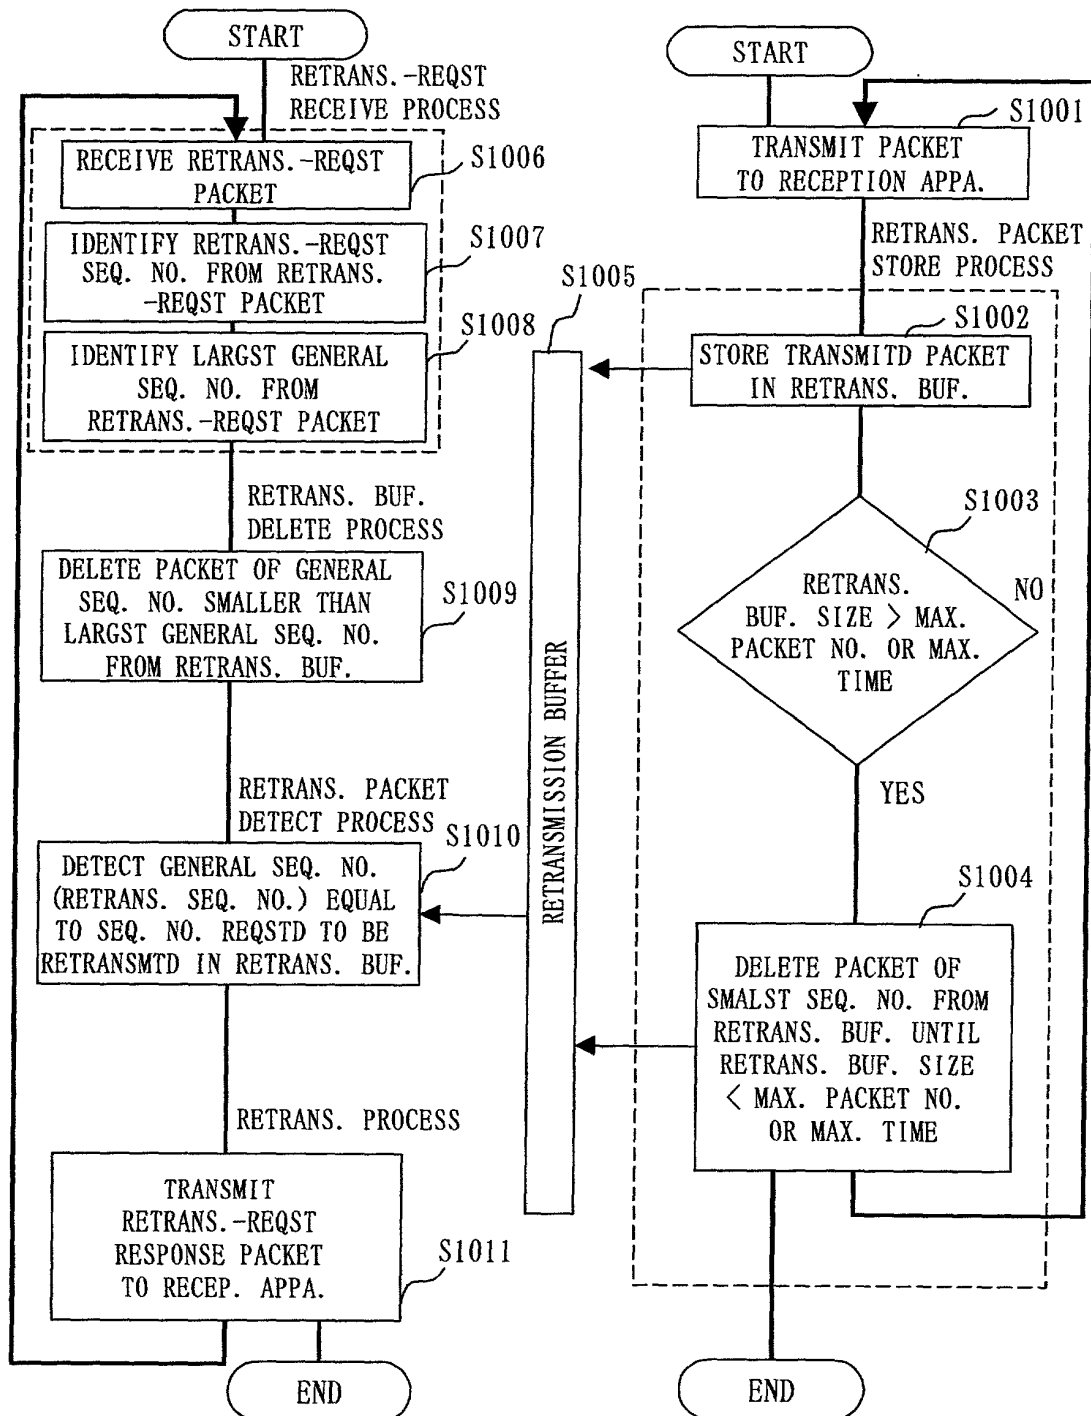 START
RETRANS.-REQST
RECEIVE PROCESS
RECEIVE RETRANS.-REQST
PACKET
S1006
IDENTIFY RETRANS.-REQST
SEQ. NO. FROM RETRANS.
-REQST PACKET
S1007
IDENTIFY LARGST GENERAL
SEQ. NO. FROM
RETRANS.-REQST PACKET
S1008
RETRANS. BUF.
DELETE PROCESS
DELETE PACKET OF GENERAL
SEQ. NO. SMALLER THAN
LARGST GENERAL SEQ. NO.
FROM RETRANS. BUF.
S1009
RETRANS. PACKET
DETECT PROCESS
S1010
DETECT GENERAL SEQ. NO.
(RETRANS. SEQ. NO.) EQUAL
TO SEQ. NO. REQSTD TO BE
RETRANSMTD IN RETRANS. BUF.
RETRANS. PROCESS
TRANSMIT
RETRANS.-REQST
RESPONSE PACKET
TO RECEP. APPA.
S1011
END
S1005
RETRANSMISSION BUFFER
START
S1001
TRANSMIT PACKET
TO RECEPTION APPA.
RETRANS. PACKET
STORE PROCESS
S1002
STORE TRANSMITD PACKET
IN RETRANS. BUF.
S1003
RETRANS.
BUF. SIZE > MAX.
PACKET NO. OR MAX.
TIME
NO
YES
S1004
DELETE PACKET OF
SMALST SEQ. NO. FROM
RETRANS. BUF. UNTIL
RETRANS. BUF. SIZE
< MAX. PACKET NO.
OR MAX. TIME
END